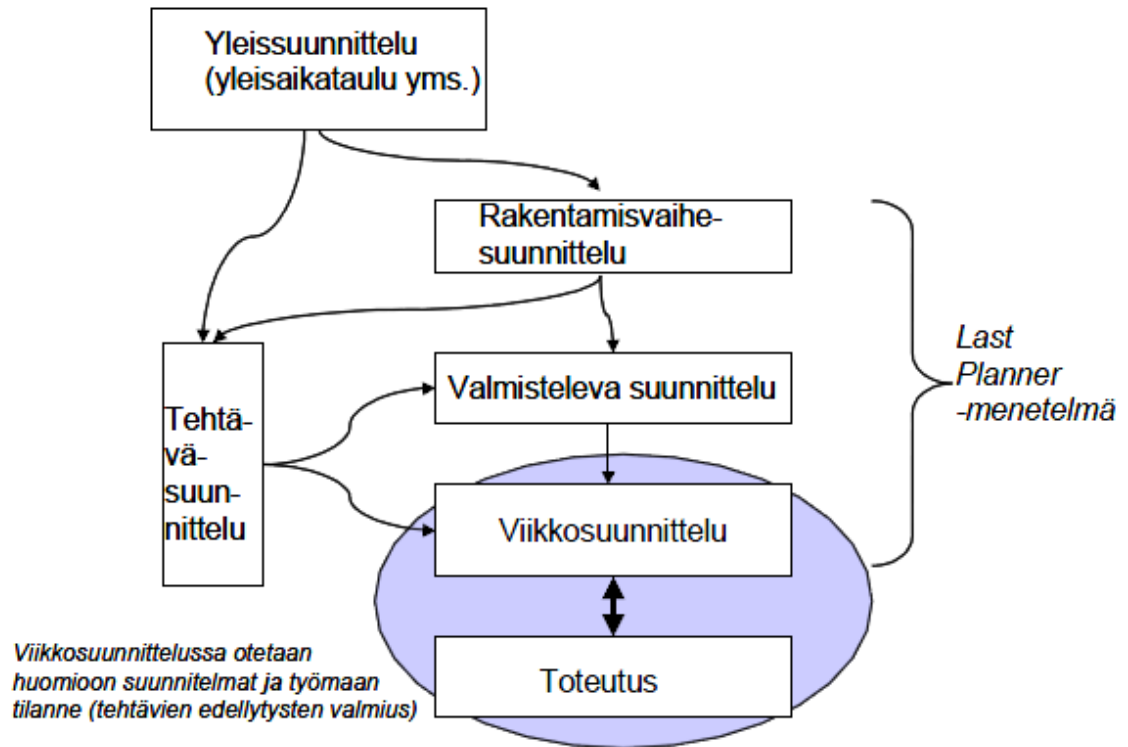 Yleissuunnittelu
(yleisaikataulu yms.)
Rakentamisvaihe-
suunnittelu
Last
Planner
-menetelmä
Valmisteleva suunnittelu
Tehtä-
vä-
suun-
nittelu
Viikkosuunnittelu
Toteutus
Viikkosuunnittelussa otetaan
huomioon suunnitelmat ja työmaan
tilanne (tehtävien edellytysten valmius)